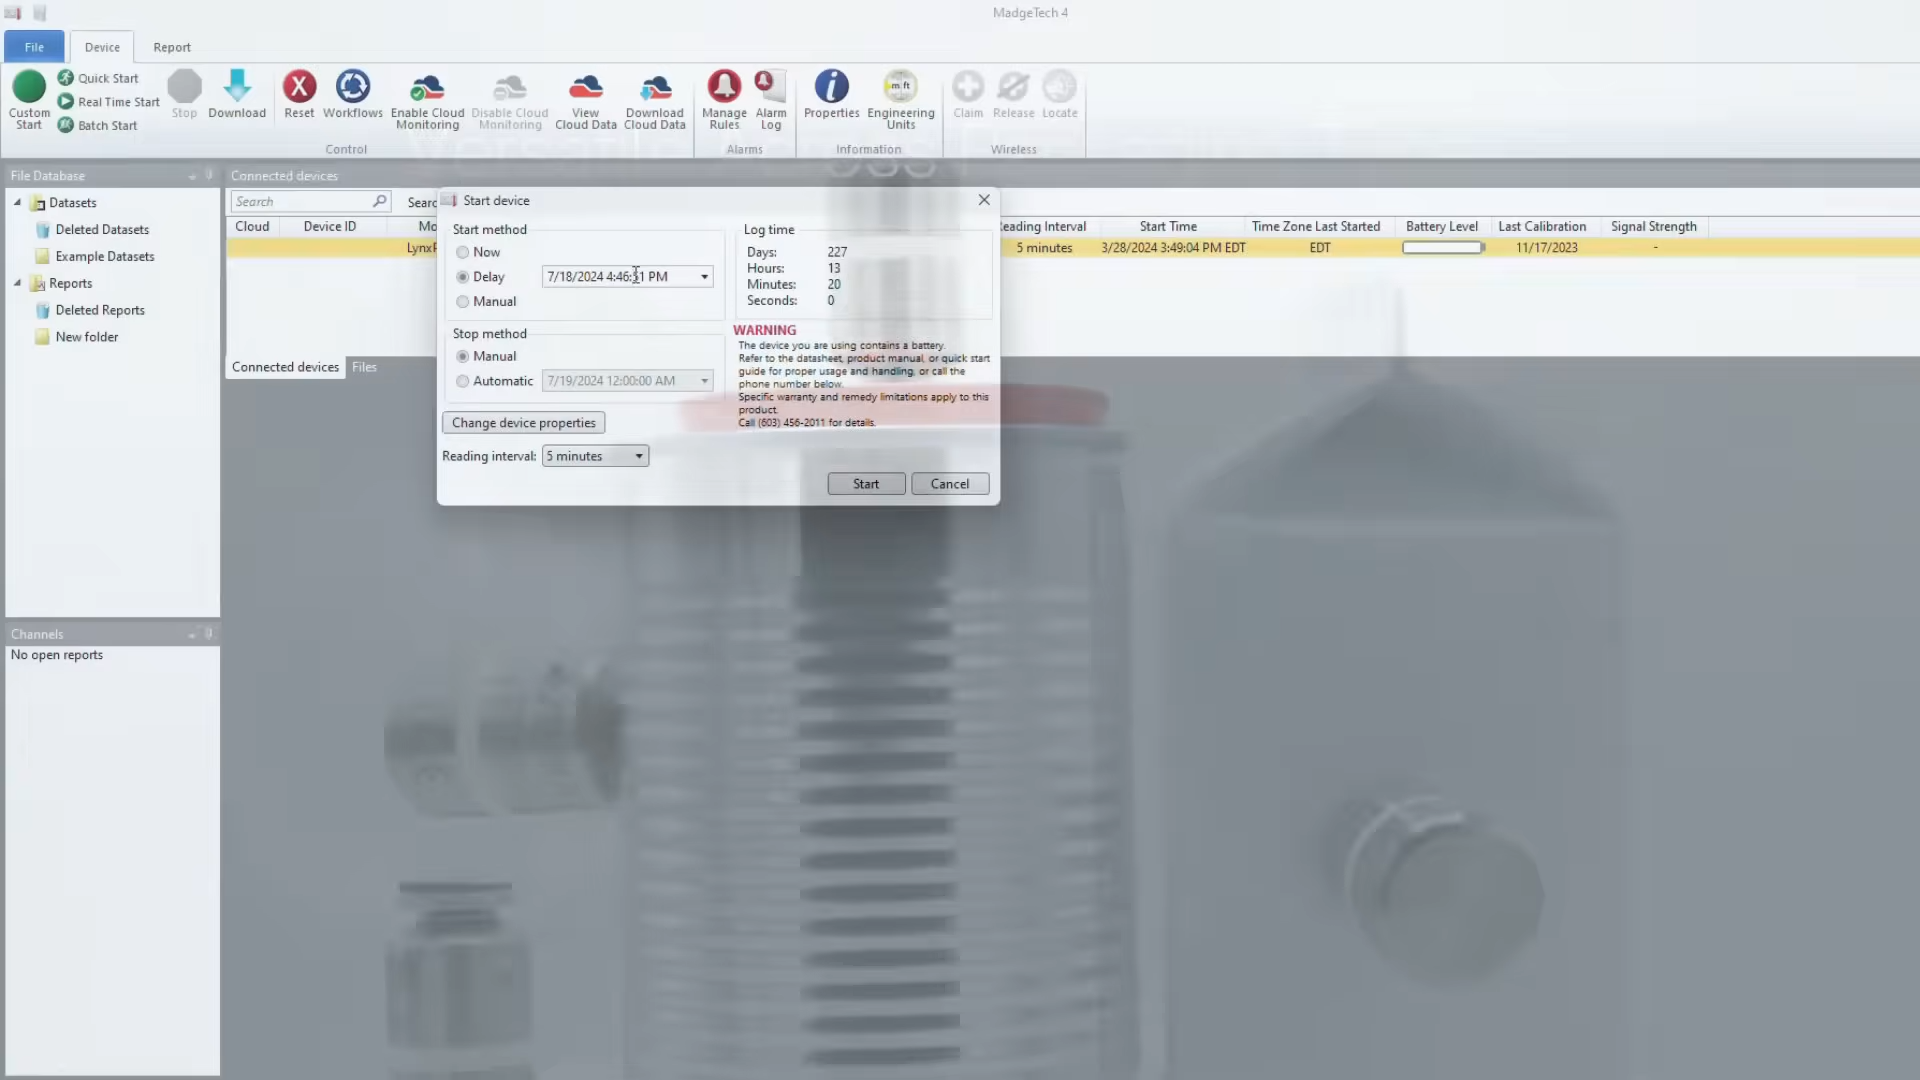 MadgeTech 4
File
Device
Report
Custom Start
Quick Start
Real Time Start
Batch Start
Stop
Download
Reset
Workflows
Enable Cloud Monitoring
Disable Cloud Monitoring
View Cloud Data
Download Cloud Data
Control
Manage Rules
Alarm Log
Alarms
Properties
Engineering Units
Information
Claim
Release
Locate
Wireless
File Database
Datasets
Deleted Datasets
Example Datasets
Reports
Deleted Reports
New folder
Channels
No open reports
Connected devices
Search
Cloud
Device ID
Reading Interval
Start Time
Time Zone Last Started
Battery Level
Last Calibration
Signal Strength
5 minutes
3/28/2024 3:49:04 PM EDT
EDT
11/17/2023
-
Connected devices
Files
Start device
Start method
Now
Delay
7/18/2024 4:46:51 PM
Manual
Stop method
Manual
Automatic
7/19/2024 12:00:00 AM
Change device properties
Reading interval:
5 minutes
Log time
Days: 227
Hours: 13
Minutes: 20
Seconds: 0
WARNING
The device you are using contains a battery.
Refer to the datasheet, product manual, or quick start
guide for proper usage and handling, or call the
phone number below.
Specific warranty and remedy limitations apply to this
product.
Call (603) 456-2011 for details.
Start
Cancel